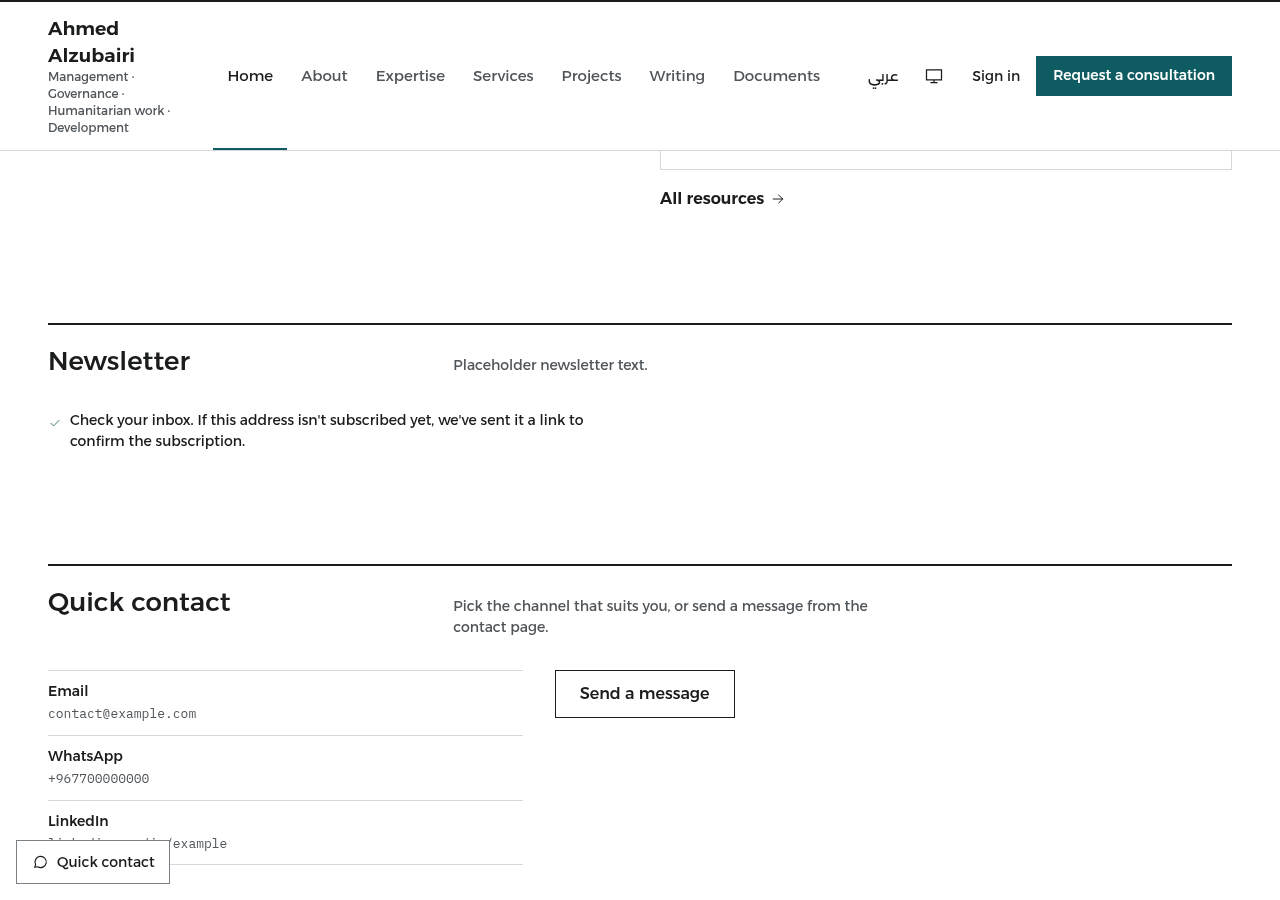 Ahmed
Alzubairi
Management ·
Governance ·
Humanitarian work ·
Development
Home
About
Expertise
Services
Projects
Writing
Documents
عربي
Sign in
Request a consultation
All resources →
Newsletter
Placeholder newsletter text.
Check your inbox. If this address isn't subscribed yet, we've sent it a link to
confirm the subscription.
Quick contact
Pick the channel that suits you, or send a message from the
contact page.
Email
contact@example.com
Send a message
WhatsApp
+967700000000
LinkedIn
/example
Quick contact